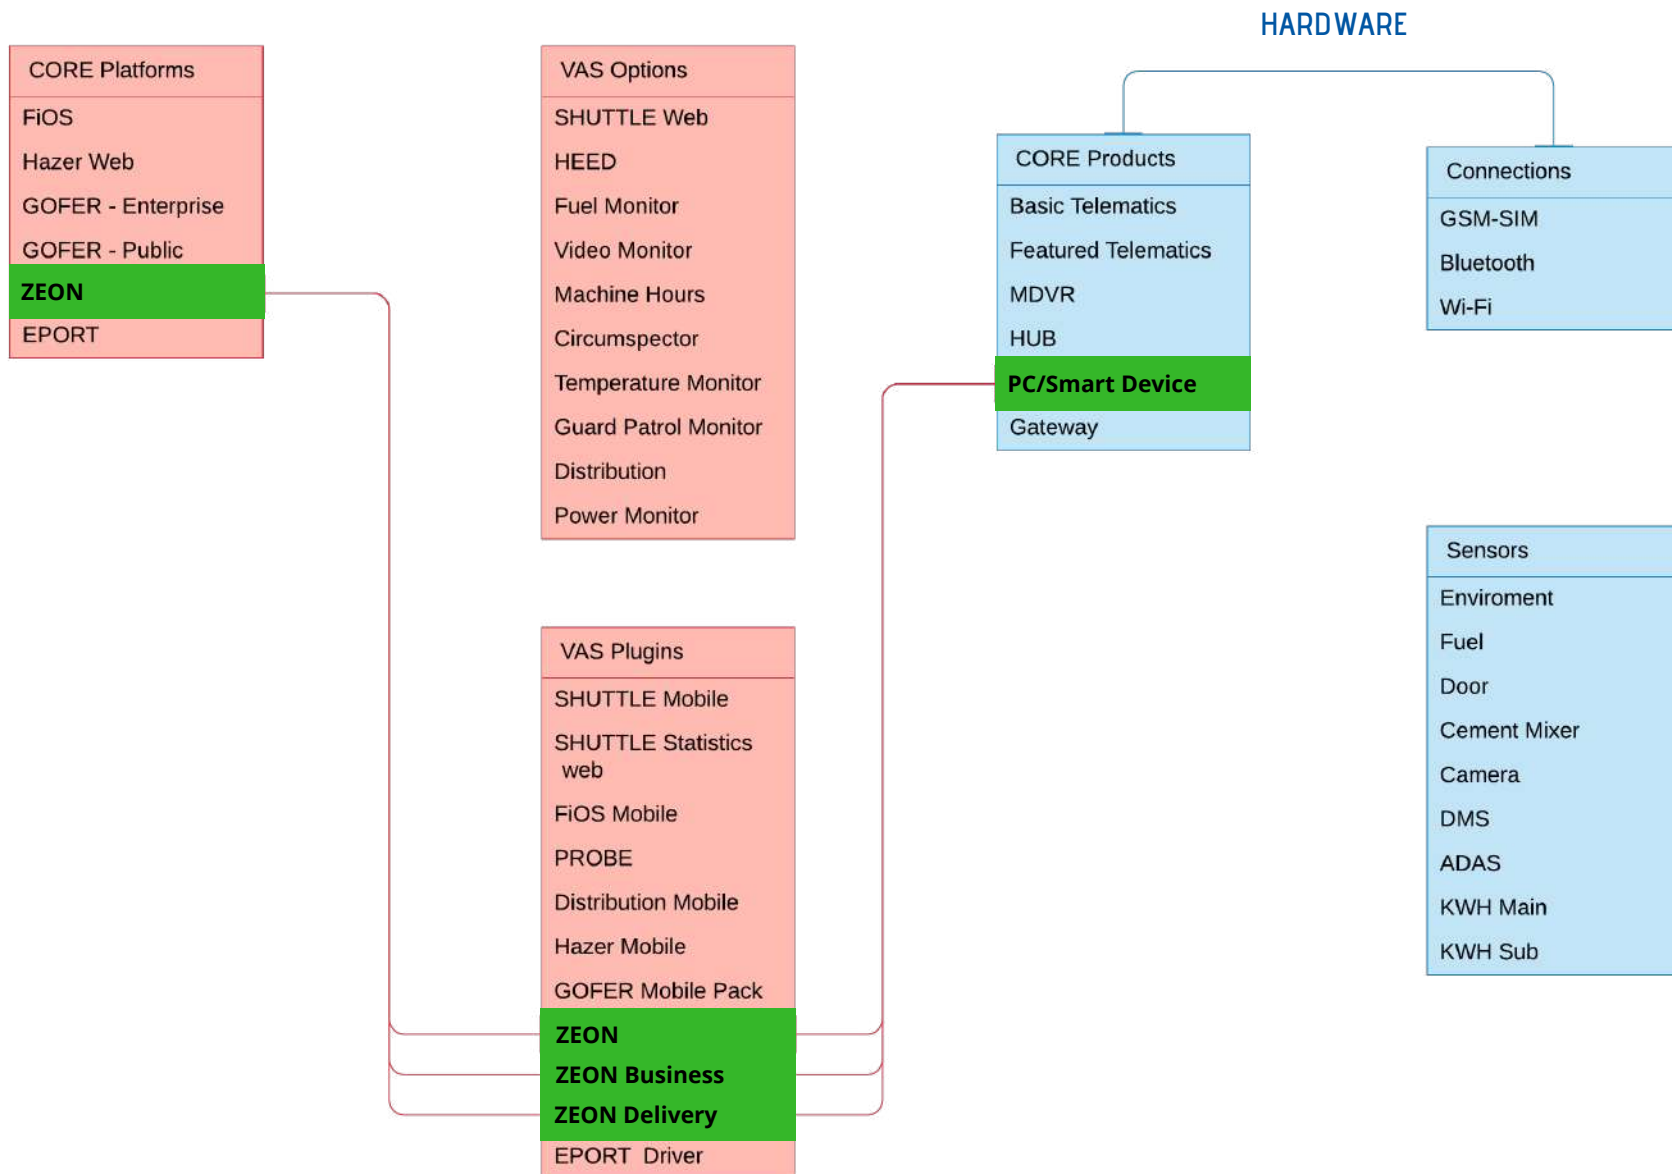 HARDWARE
CORE Platforms
FiOS
Hazer Web
GOFER - Enterprise
GOFER - Public
ZEON
EPORT
VAS Options
SHUTTLE Web
HEED
Fuel Monitor
Video Monitor
Machine Hours
Circumspector
Temperature Monitor
Guard Patrol Monitor
Distribution
Power Monitor
VAS Plugins
SHUTTLE Mobile
SHUTTLE Statistics
web
FiOS Mobile
PROBE
Distribution Mobile
Hazer Mobile
GOFER Mobile Pack
ZEON
ZEON Business
ZEON Delivery
EPORT Driver
CORE Products
Basic Telematics
Featured Telematics
MDVR
HUB
PC/Smart Device
Gateway
Connections
GSM-SIM
Bluetooth
Wi-Fi
Sensors
Enviroment
Fuel
Door
Cement Mixer
Camera
DMS
ADAS
KWH Main
KWH Sub